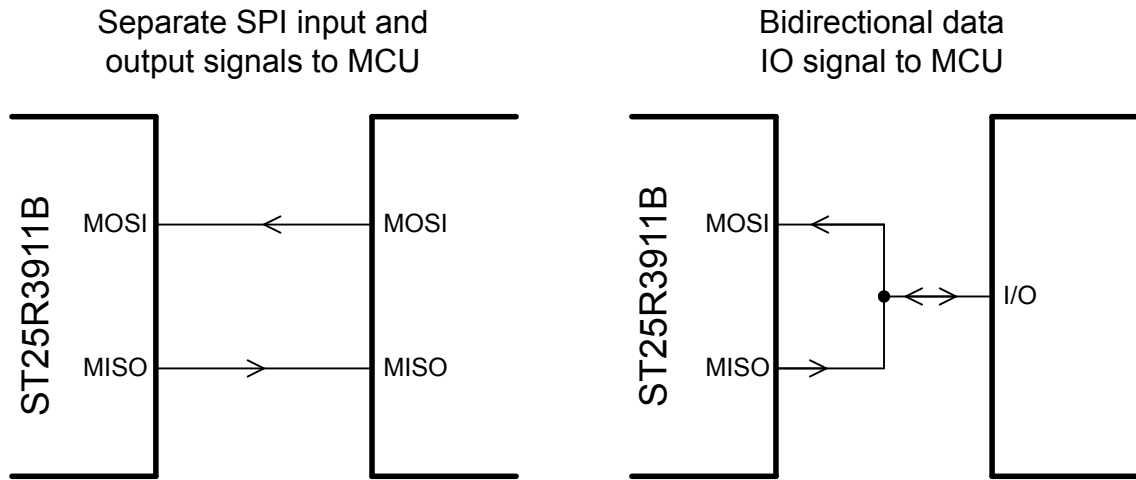 Separate SPI input and
output signals to MCU
ST25R3911B
MOSI
MOSI
MISO
MISO
Bidirectional data
IO signal to MCU
ST25R3911B
MOSI
I/O
MISO